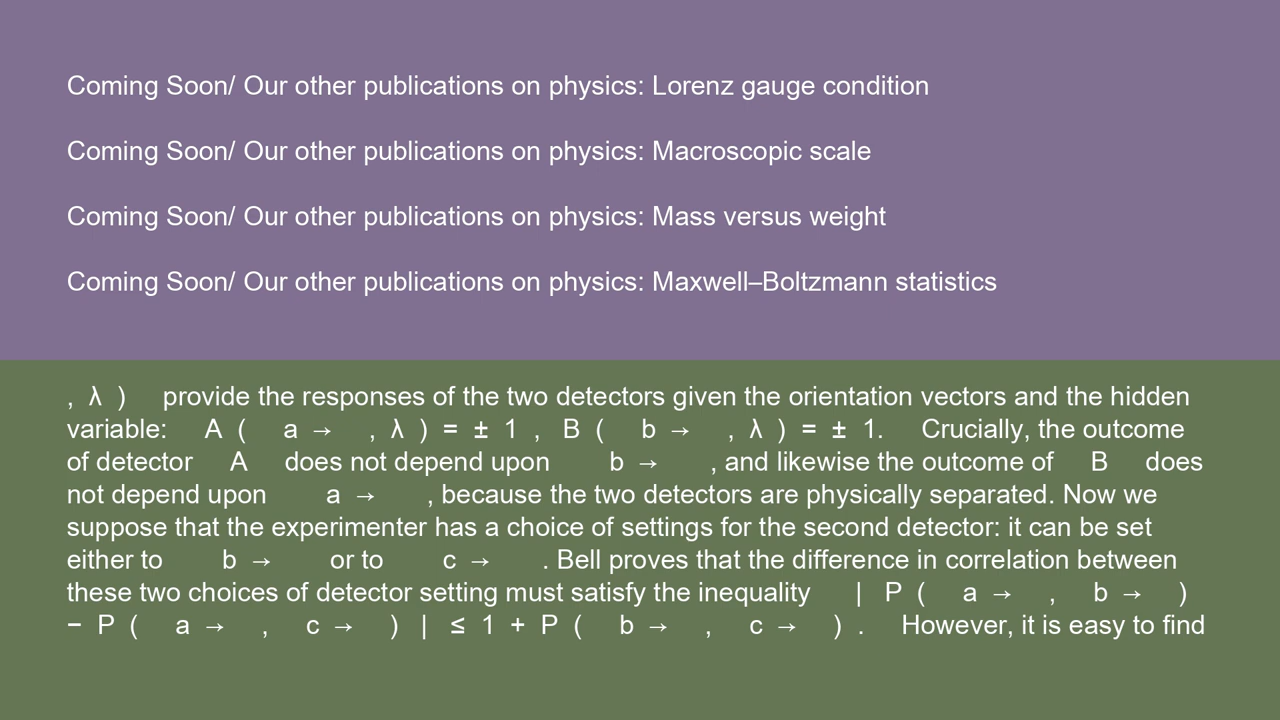 Coming Soon/ Our other publications on physics: Lorenz gauge condition
Coming Soon/ Our other publications on physics: Macroscopic scale
Coming Soon/ Our other publications on physics: Mass versus weight
Coming Soon/ Our other publications on physics: Maxwell–Boltzmann statistics
, λ ) provide the responses of the two detectors given the orientation vectors and the hidden
variable: A ( a → , λ ) = ± 1 , B ( b → , λ ) = ± 1. Crucially, the outcome
of detector A does not depend upon b → , and likewise the outcome of B does
not depend upon a → , because the two detectors are physically separated. Now we
suppose that the experimenter has a choice of settings for the second detector: it can be set
either to b → or to c → . Bell proves that the difference in correlation between
these two choices of detector setting must satisfy the inequality | P ( a → , b → )
− P ( a → , c → ) | ≤ 1 + P ( b → , c → ) . However, it is easy to find